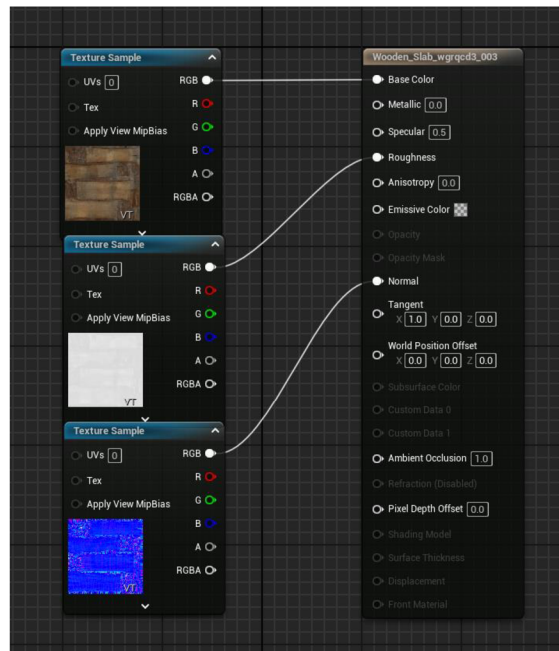 Texture Sample
UVs 0 RGB
Tex R
Apply View MipBias G
B
A
RGBA
VT
Texture Sample
UVs 0 RGB
Tex R
Apply View MipBias G
B
A
RGBA
VT
Texture Sample
UVs 0 RGB
Tex R
Apply View MipBias G
B
A
RGBA
VT
Wooden_Slab_wgrqcd3_003
Base Color
Metallic 0.0
Specular 0.5
Roughness
Anisotropy 0.0
Emissive Color
Opacity
Opacity Mask
Normal
Tangent
X 1.0 Y 0.0 Z 0.0
World Position Offset
X 0.0 Y 0.0 Z 0.0
Subsurface Color
Custom Data 0
Custom Data 1
Ambient Occlusion 1.0
Refraction (Disabled)
Pixel Depth Offset 0.0
Shading Model
Surface Thickness
Displacement
Front Material